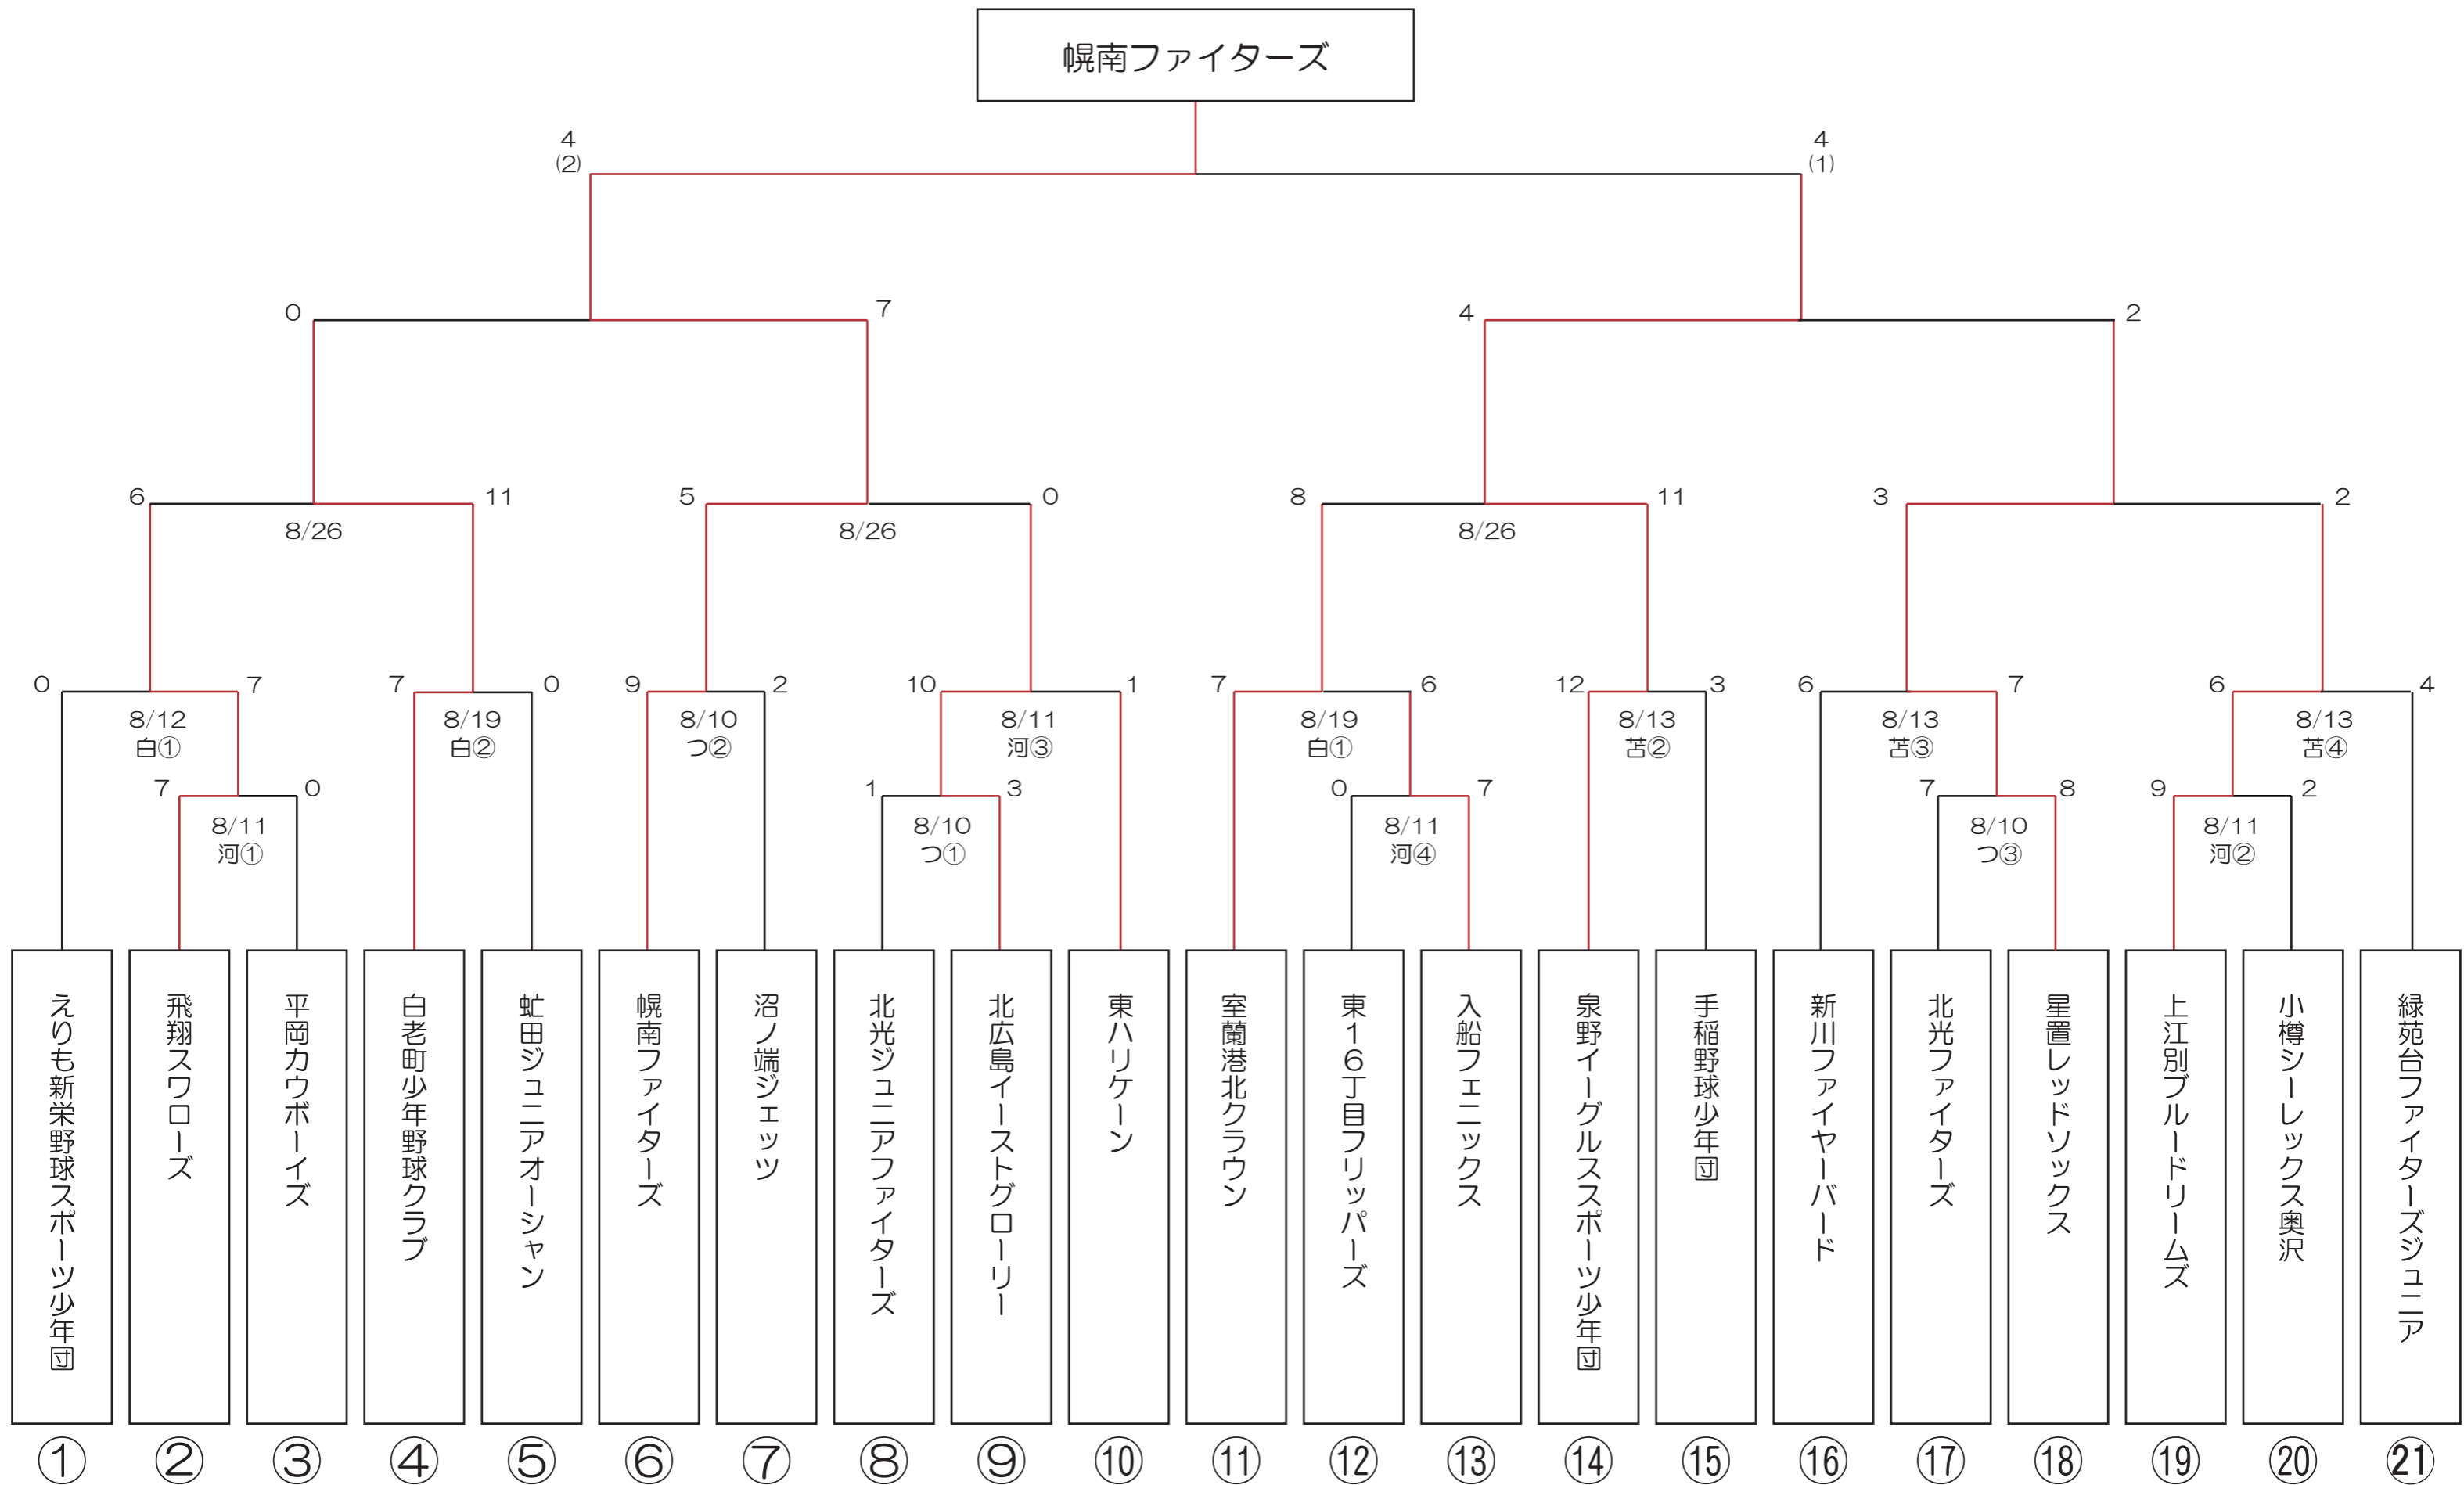 幌南ファイターズ
4
(2)
4
(1)
0
7
4
2
6
11
8/26
5
0
8/26
8
11
8/26
3
2
0
7
8/12
白①
7
0
8/19
白②
9
2
8/10
つ②
10
1
8/11
河③
7
6
8/19
白①
12
3
8/13
苫②
6
7
8/13
苫③
6
4
8/13
苫④
7
0
8/11
河①
1
3
8/10
つ①
0
7
8/11
河④
7
8
8/10
つ③
9
2
8/11
河②
えりも新栄野球スポーツ少年団
飛翔スワローズ
平岡カウボーイズ
白老町少年野球クラブ
虻田ジュニアオーシャン
幌南ファイターズ
沼ノ端ジェッツ
北光ジュニアファイターズ
北広島イーストグローリー
東ハリケーン
室蘭港北クラウン
東16丁目フリッパーズ
入船フェニックス
泉野イーグルススポーツ少年団
手稲野球少年団
新川ファイヤーバード
北光ファイターズ
星置レッドソックス
上江別ブルードリームズ
小樽シーレックス奥沢
緑苑台ファイターズジュニア
①
②
③
④
⑤
⑥
⑦
⑧
⑨
⑩
⑪
⑫
⑬
⑭
⑮
⑯
⑰
⑱
⑲
⑳
㉑